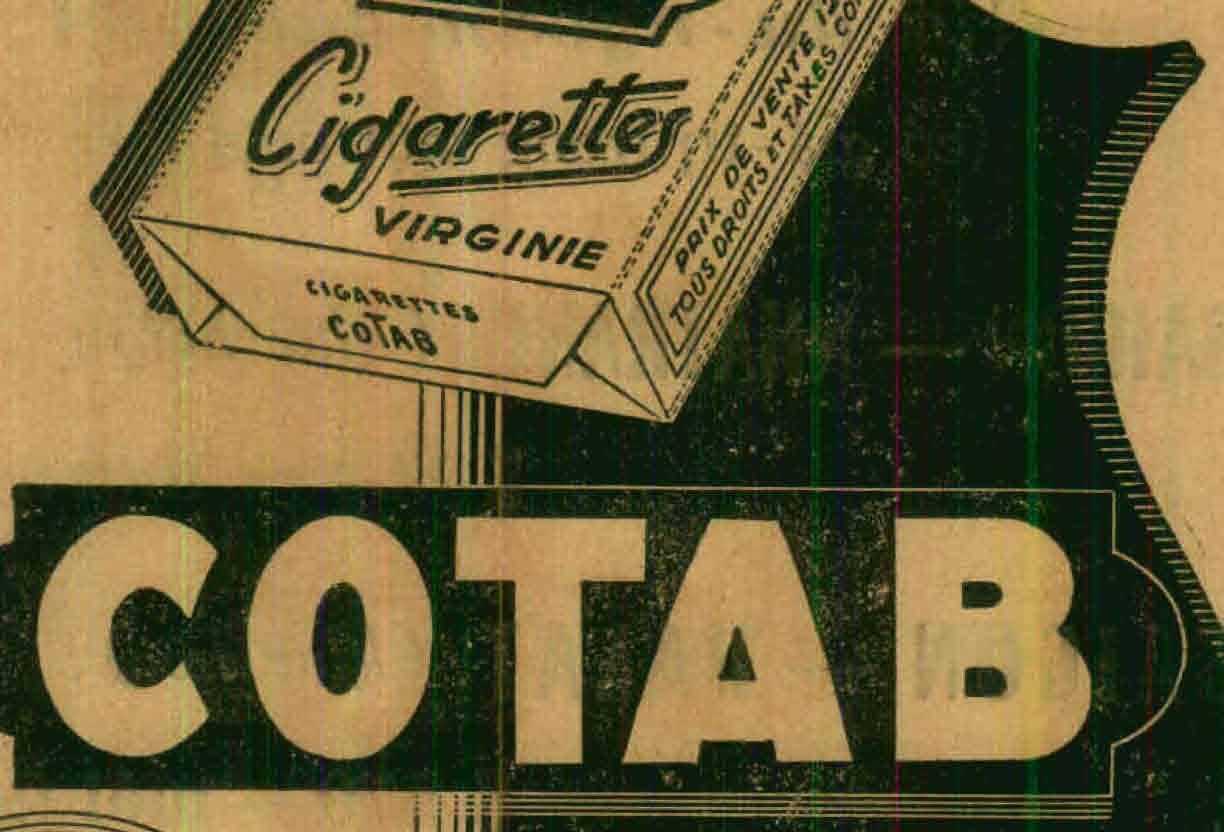 Cigarettes
VIRGINIE
PRIX DE VENTE
TOUS DROITS ET TAXES
CIGARETTES
COTAB
COTAB